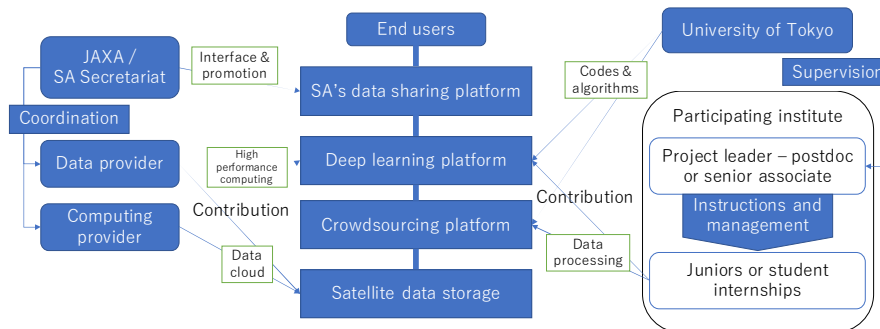 End users
JAXA /
SA Secretariat
Interface &
promotion
University of Tokyo
Codes &
algorithms
Supervision
SA's data sharing platform
Coordination
Participating institute
Data provider
High
performance
computing
Deep learning platform
Project leader – postdoc
or senior associate
Contribution
Contribution
Computing
provider
Crowdsourcing platform
Instructions and
management
Data
cloud
Data
processing
Satellite data storage
Juniors or student
internships